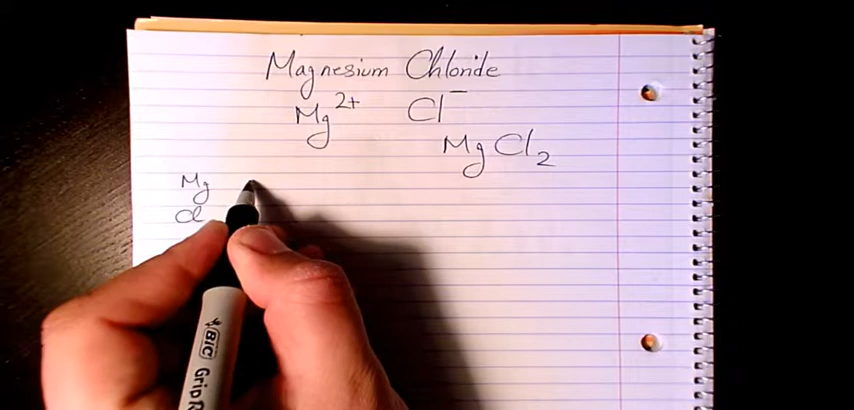 Magnesium Chloride
Mg²⁺ Cl⁻
MgCl₂
Mg
Cl
BIC Grip R